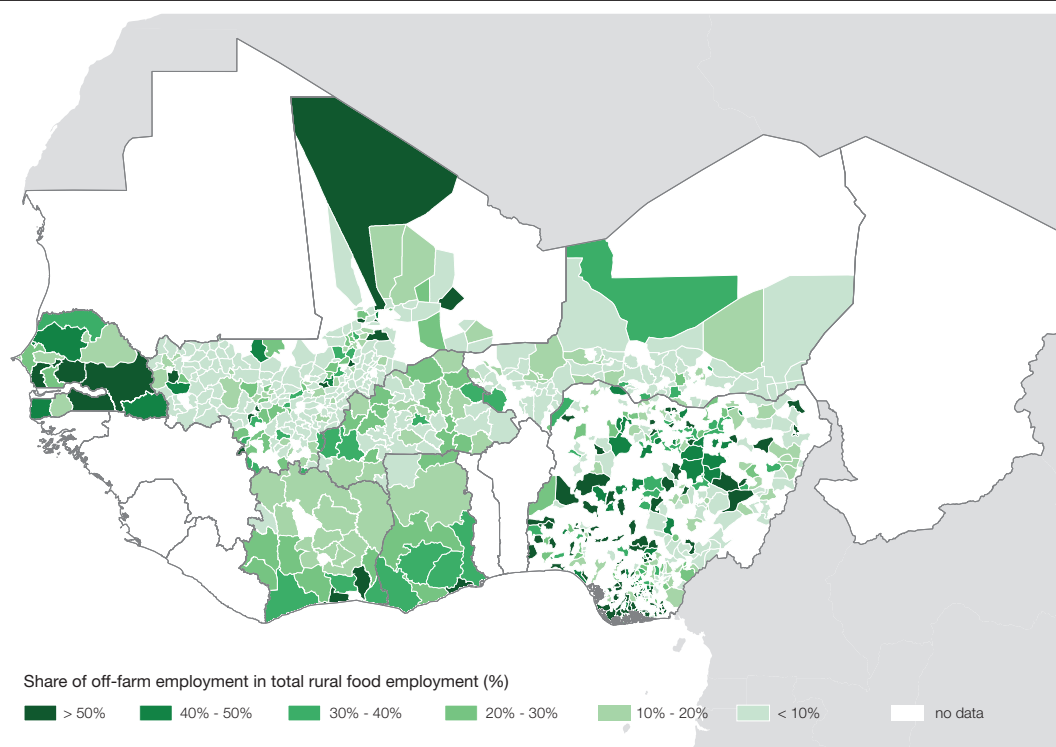 Share of off-farm employment in total rural food employment (%)
> 50% 40% - 50% 30% - 40% 20% - 30% 10% - 20% < 10% no data